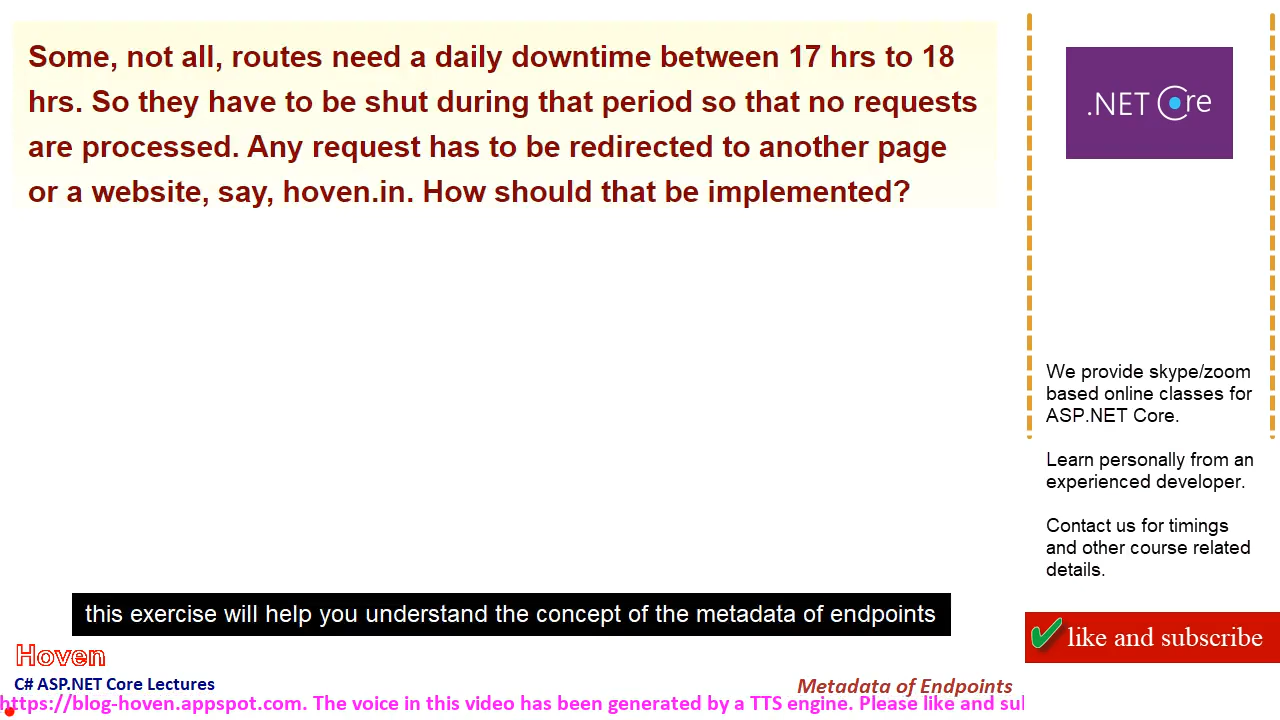 Some, not all, routes need a daily downtime between 17 hrs to 18
hrs. So they have to be shut during that period so that no requests
are processed. Any request has to be redirected to another page
or a website, say, hoven.in. How should that be implemented?
.NET Core
We provide skype/zoom
based online classes for
ASP.NET Core.
Learn personally from an
experienced developer.
Contact us for timings
and other course related
details.
this exercise will help you understand the concept of the metadata of endpoints
like and subscribe
Hoven
C# ASP.NET Core Lectures
Metadata of Endpoints
https://blog-hoven.appspot.com. The voice in this video has been generated by a TTS engine. Please like and